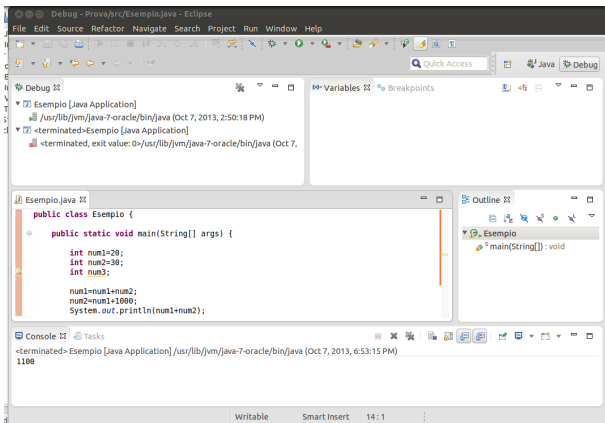 Debug - Prova/src/Esempio.java - Eclipse
File Edit Source Refactor Navigate Search Project Run Window Help
Quick Access Java Debug
Debug
Variables Breakpoints
Esempio [Java Application]
/usr/lib/jvm/java-7-oracle/bin/java (Oct 7, 2013, 2:50:18 PM)
<terminated>Esempio [Java Application]
<terminated, exit value: 0>/usr/lib/jvm/java-7-oracle/bin/java (Oct 7,
Esempio.java
public class Esempio {
public static void main(String[] args) {
int num1=20;
int num2=30;
int num3;
num1=num1+num2;
num2=num1+1000;
System.out.println(num1+num2);
Outline
Esempio
main(String[]) : void
Console Tasks
<terminated> Esempio [Java Application] /usr/lib/jvm/java-7-oracle/bin/java (Oct 7, 2013, 6:53:15 PM)
1100
Writable Smart Insert 14 : 1